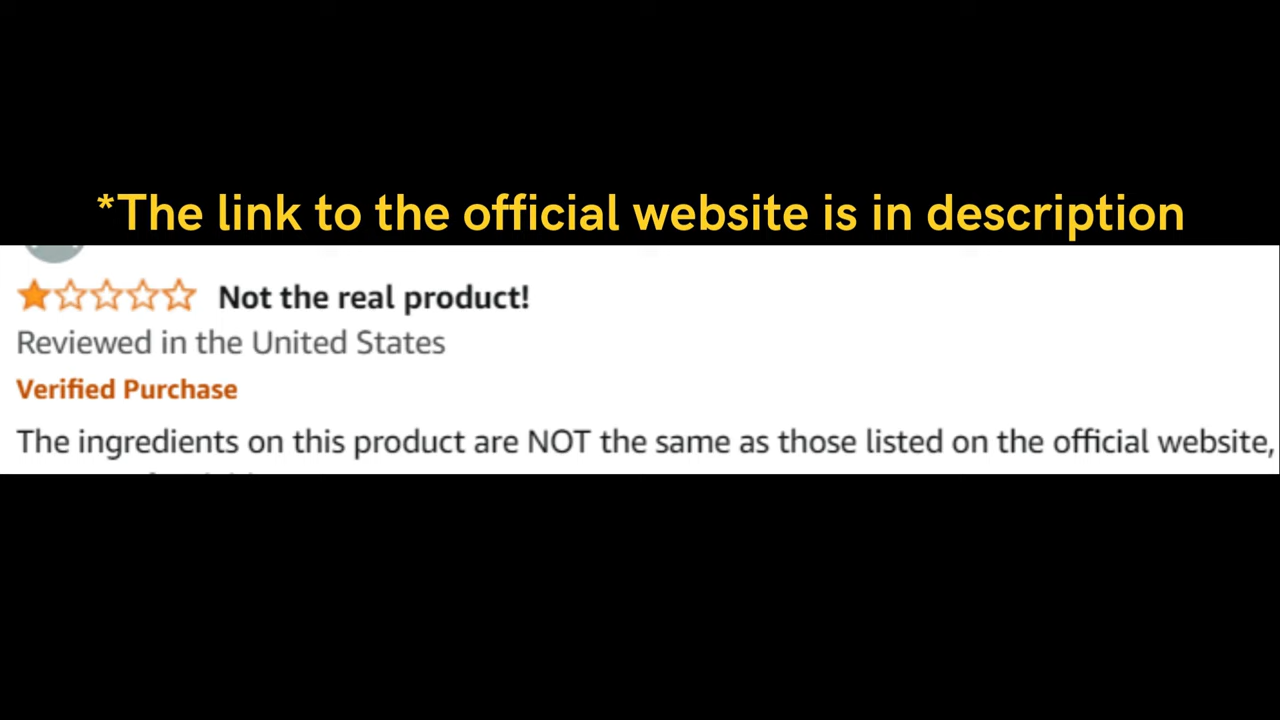 *The link to the official website is in description
Not the real product!
Reviewed in the United States
Verified Purchase
The ingredients on this product are NOT the same as those listed on the official website,